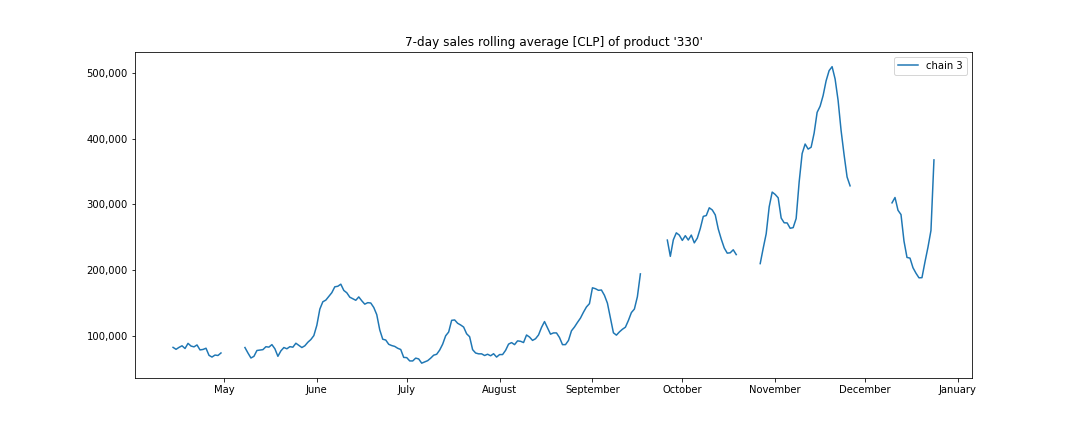 7-day sales rolling average [CLP] of product '330'
chain 3
500,000
400,000
300,000
200,000
100,000
May June July August September October November December January